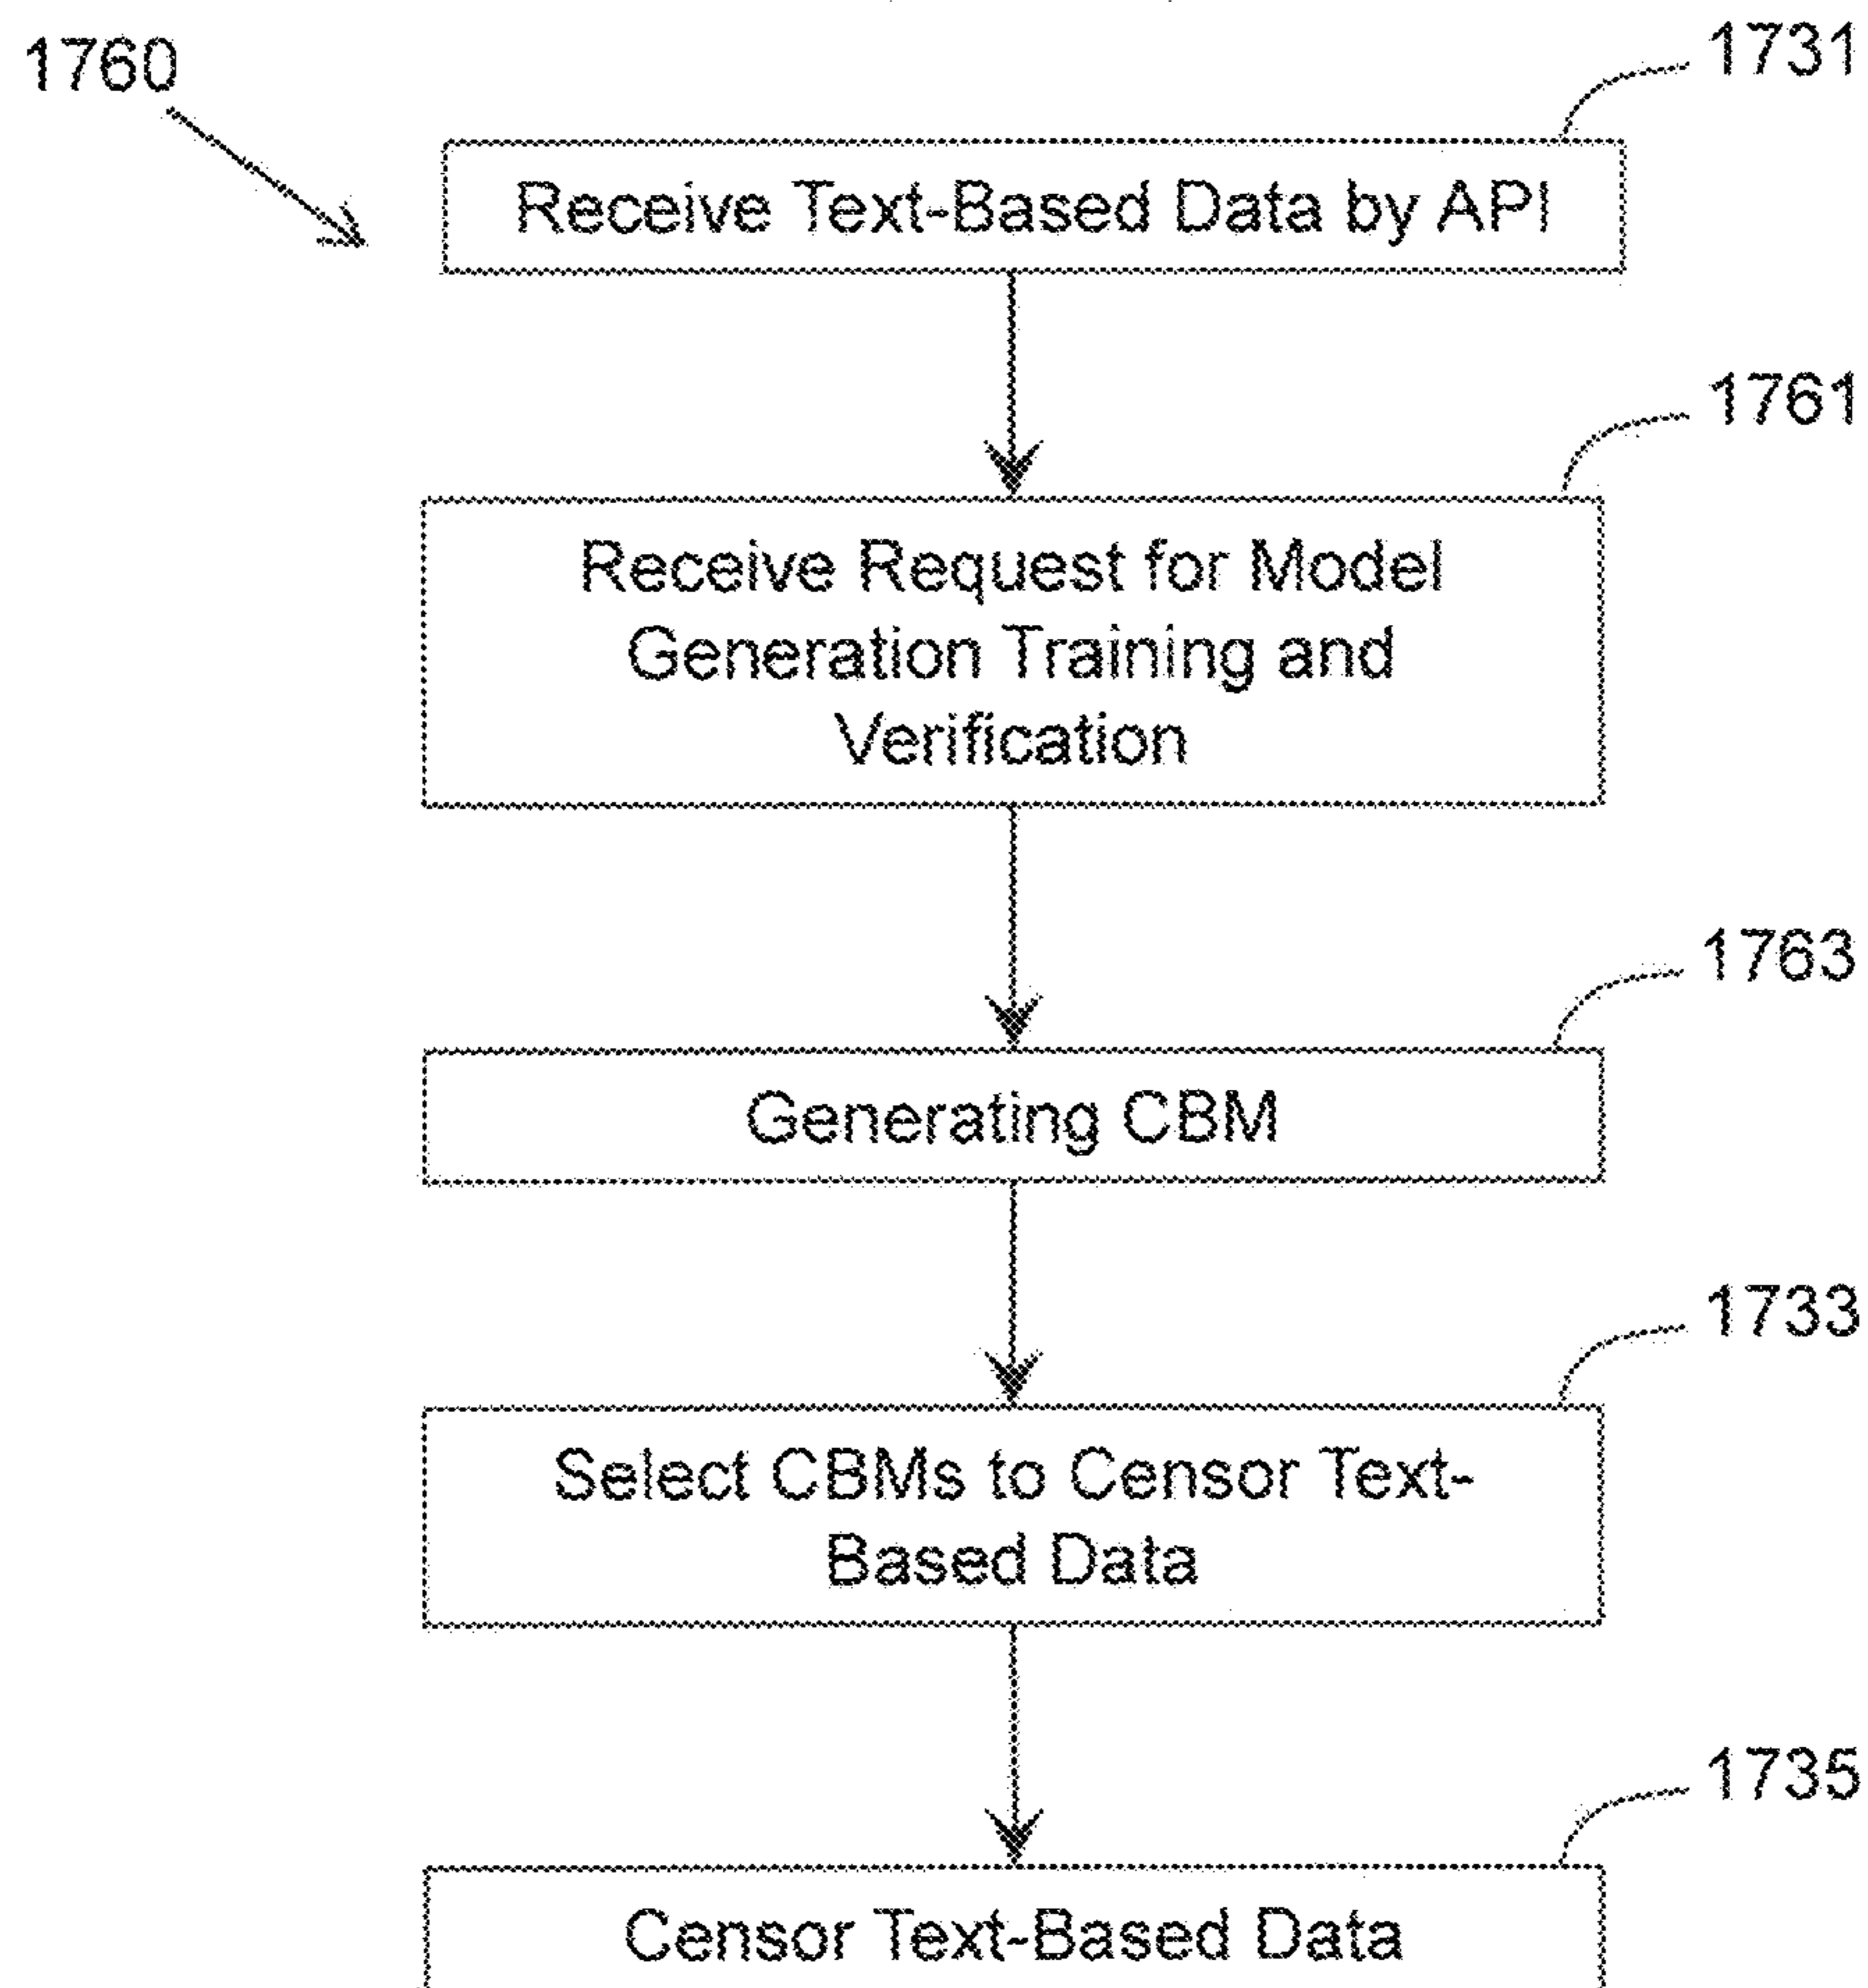 1760
1731
Receive Text-Based Data by API
1761
Receive Request for Model
Generation Training and
Verification
1763
Generating CBM
1733
Select CBMs to Censor Text-
Based Data
1735
Censor Text-Based Data